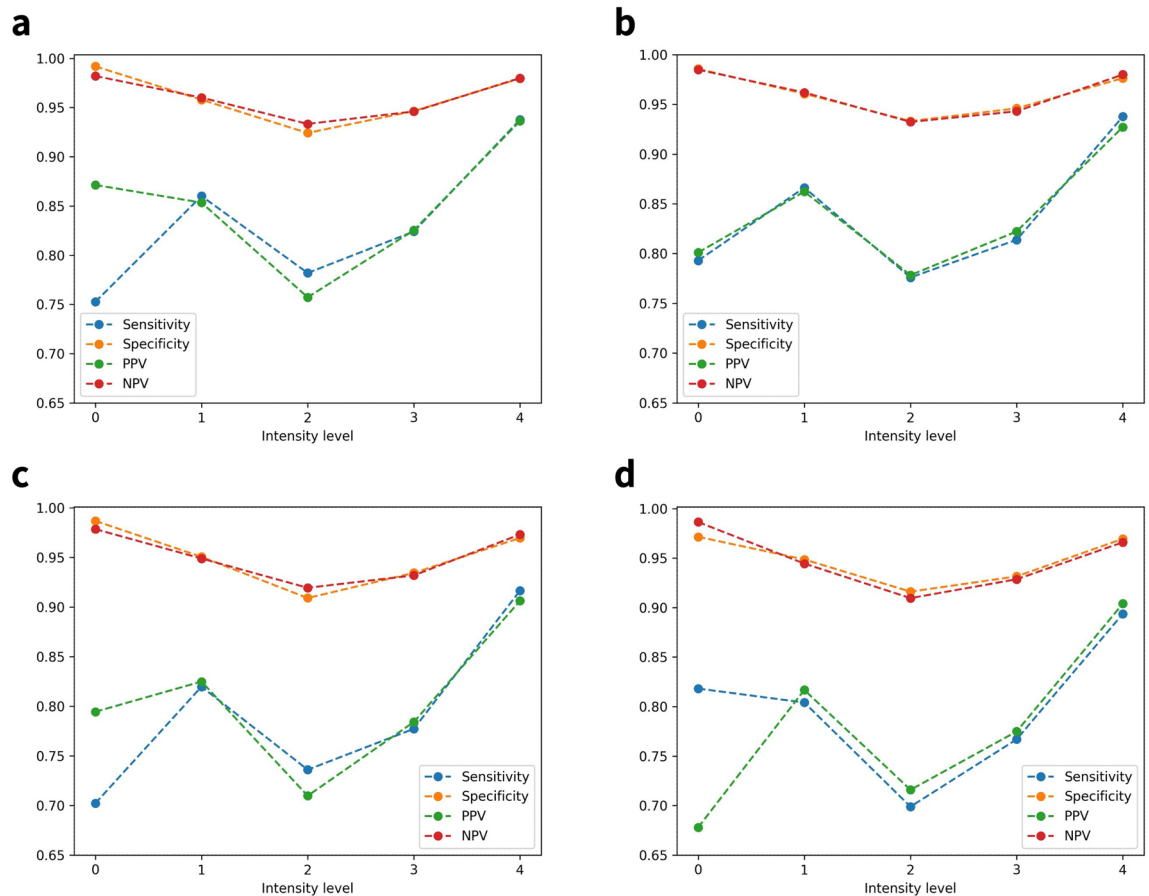 a
1.00
0.95
0.90
0.85
0.80
0.75
0.70
0.65
Sensitivity
Specificity
PPV
NPV
0 1 2 3 4
Intensity level
b
1.00
0.95
0.90
0.85
0.80
0.75
0.70
0.65
Sensitivity
Specificity
PPV
NPV
0 1 2 3 4
Intensity level
c
1.00
0.95
0.90
0.85
0.80
0.75
0.70
0.65
Sensitivity
Specificity
PPV
NPV
0 1 2 3 4
Intensity level
d
1.00
0.95
0.90
0.85
0.80
0.75
0.70
0.65
Sensitivity
Specificity
PPV
NPV
0 1 2 3 4
Intensity level